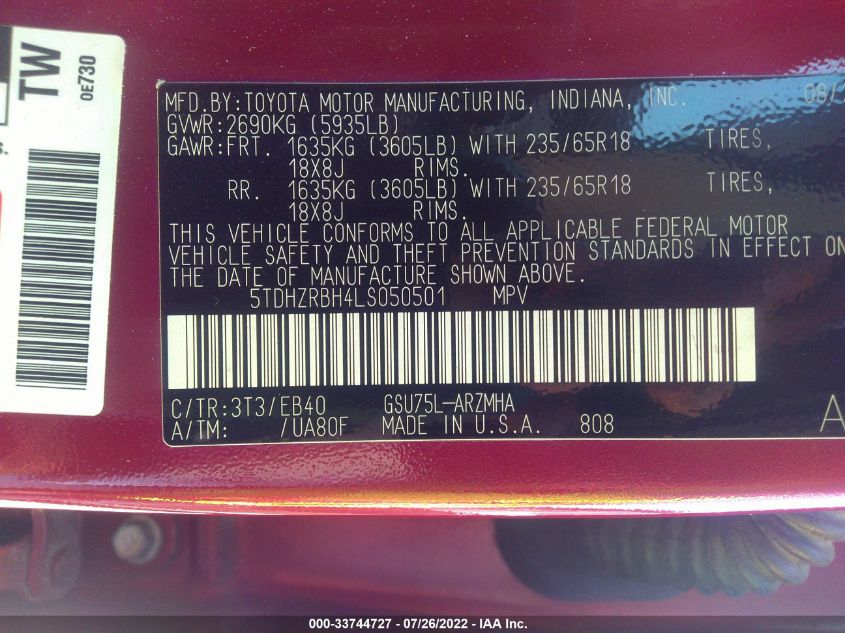 TW
0E730
s.
MFD.BY:TOYOTA MOTOR MANUFACTURING, INDIANA, INC. 08/
GVWR:2690KG (5935LB)
GAWR:FRT. 1635KG (3605LB) WITH 235/65R18 TIRES,
18X8J RIMS.
RR. 1635KG (3605LB) WITH 235/65R18 TIRES,
18X8J RIMS.
THIS VEHICLE CONFORMS TO ALL APPLICABLE FEDERAL MOTOR
VEHICLE SAFETY AND THEFT PREVENTION STANDARDS IN EFFECT ON
THE DATE OF MANUFACTURE SHOWN ABOVE.
5TDHZRBH4LS050501 MPV
C/TR:3T3/EB40 GSU75L-ARZMHA
A/TM: /UA80F MADE IN U.S.A. 808
A
000-33744727 - 07/26/2022 - IAA Inc.